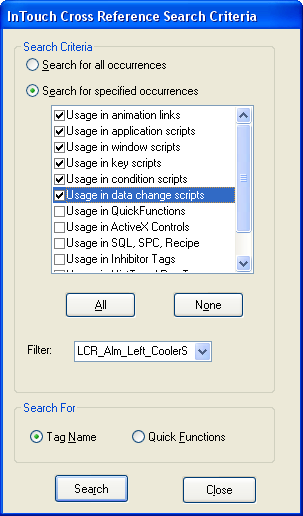 InTouch Cross Reference Search Criteria
Search Criteria
Search for all occurrences
Search for specified occurrences
Usage in animation links
Usage in application scripts
Usage in window scripts
Usage in key scripts
Usage in condition scripts
Usage in data change scripts
Usage in QuickFunctions
Usage in ActiveX Controls
Usage in SQL, SPC, Recipe
Usage in Inhibitor Tags
All
None
Filter:
LCR_Alm_Left_CoolerS
Search For
Tag Name
Quick Functions
Search
Close